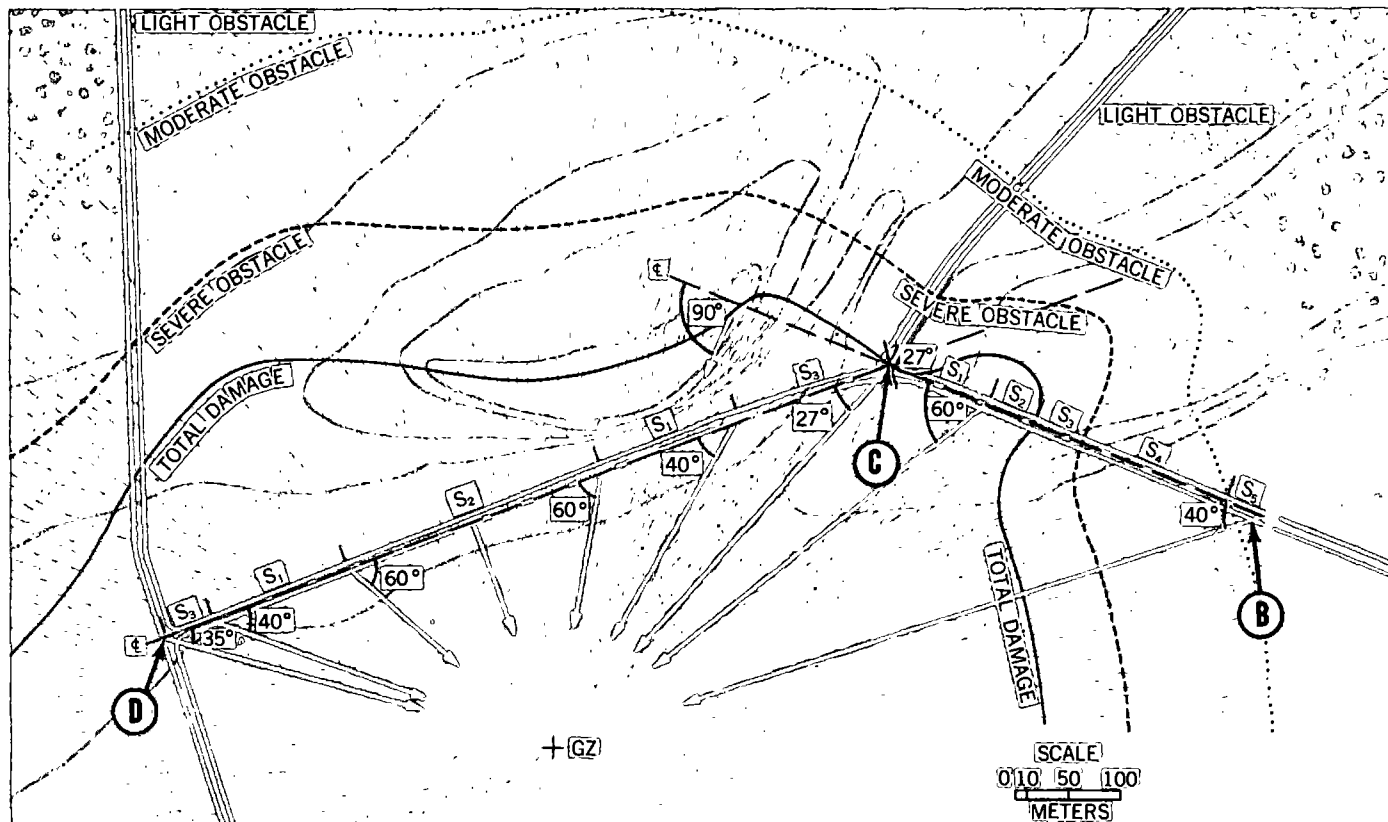 LIGHT OBSTACLE
MODERATE OBSTACLE
LIGHT OBSTACLE
MODERATE OBSTACLE
SEVERE OBSTACLE
℄
90°
SEVERE OBSTACLE
27°
S₁
S₂
S₃
S₄
S₅
60°
40°
TOTAL DAMAGE
S₃
27°
C
S₁
40°
60°
S₂
60°
S₁
40°
S₃
35°
℄
D
B
TOTAL DAMAGE
GZ
SCALE
0 10 50 100
METERS